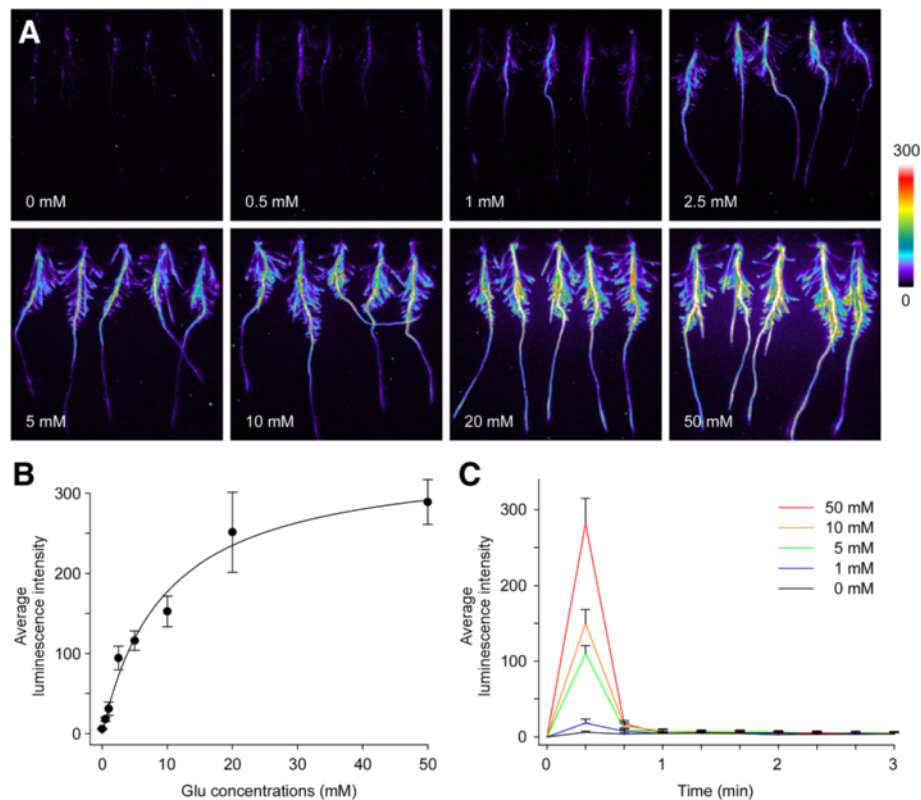 A
0 mM
0.5 mM
1 mM
2.5 mM
300
0
5 mM
10 mM
20 mM
50 mM
B
Average
luminescence intensity
300
200
100
0
0 10 20 30 40 50
Glu concentrations (mM)
C
Average
luminescence intensity
300
200
100
0
50 mM
10 mM
5 mM
1 mM
0 mM
0 1 2 3
Time (min)